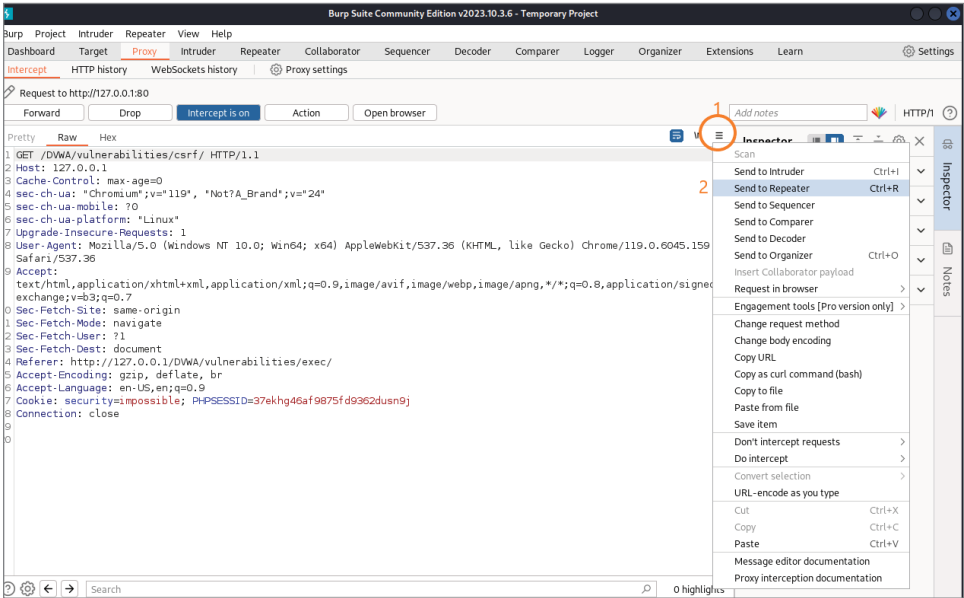 Burp Suite Community Edition v2023.10.3.6 - Temporary Project
Burp Project Intruder Repeater View Help
Dashboard Target Proxy Intruder Repeater Collaborator Sequencer Decoder Comparer Logger Organizer Extensions Learn Settings
Intercept HTTP history WebSockets history Proxy settings
Request to http://127.0.0.1:80
Forward Drop Intercept is on Action Open browser Add notes HTTP/1
1
Pretty Raw Hex Inspector
1 GET /DVWA/vulnerabilities/csrf/ HTTP/1.1
2 Host: 127.0.0.1
3 Cache-Control: max-age=0
4 sec-ch-ua: "Chromium";v="119", "Not?A_Brand";v="24"
5 sec-ch-ua-mobile: ?0
6 sec-ch-ua-platform: "Linux"
7 Upgrade-Insecure-Requests: 1
8 User-Agent: Mozilla/5.0 (Windows NT 10.0; Win64; x64) AppleWebKit/537.36 (KHTML, like Gecko) Chrome/119.0.6045.159
Safari/537.36
9 Accept:
text/html,application/xhtml+xml,application/xml;q=0.9,image/avif,image/webp,image/apng,*/*;q=0.8,application/signed
exchange;v=b3;q=0.7
0 Sec-Fetch-Site: same-origin
1 Sec-Fetch-Mode: navigate
2 Sec-Fetch-User: ?1
3 Sec-Fetch-Dest: document
4 Referer: http://127.0.0.1/DVWA/vulnerabilities/exec/
5 Accept-Encoding: gzip, deflate, br
6 Accept-Language: en-US,en;q=0.9
7 Cookie: security=impossible; PHPSESSID=37ekhg46af9875fd9362dusn9j
8 Connection: close
9
0
2
Scan
Send to Intruder Ctrl+I
Send to Repeater Ctrl+R
Send to Sequencer
Send to Comparer
Send to Decoder
Send to Organizer Ctrl+O
Insert Collaborator payload
Request in browser
Engagement tools [Pro version only]
Change request method
Change body encoding
Copy URL
Copy as curl command (bash)
Copy to file
Paste from file
Save item
Don't intercept requests
Do intercept
Convert selection
URL-encode as you type
Cut Ctrl+X
Copy Ctrl+C
Paste Ctrl+V
Message editor documentation
Proxy interception documentation
Inspector
Notes
Search 0 highlights